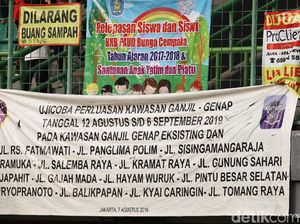 DILARANG
BUANG SAMPAH
Pelepasan Siswa dan Siswi
BKB PAUD Bunga Cempaka
Tahun Ajaran 2017-2018 &
Santunan Anak Yatim dan Piatu
ProClie
UJICOBA PERLUASAN KAWASAN GANJIL - GENAP
TANGGAL 12 AGUSTUS S/D 6 SEPTEMBER 2019
PADA KAWASAN GANJIL GENAP EKSISTING DAN
JL. RS. FATMAWATI - JL. PANGLIMA POLIM - JL. SISINGAMANGARAJA
RAMUKA - JL. SALEMBA RAYA - JL. KRAMAT RAYA - JL. GUNUNG SAHARI
JAPAHIT - JL. GAJAH MADA - JL. HAYAM WURUK - JL. PINTU BESAR SELATAN
RYOPRANOTO - JL. BALIKPAPAN - JL. KYAI CARINGIN - JL. TOMANG RAYA
JAKARTA, 7 AGUSTUS 2019
detikcom